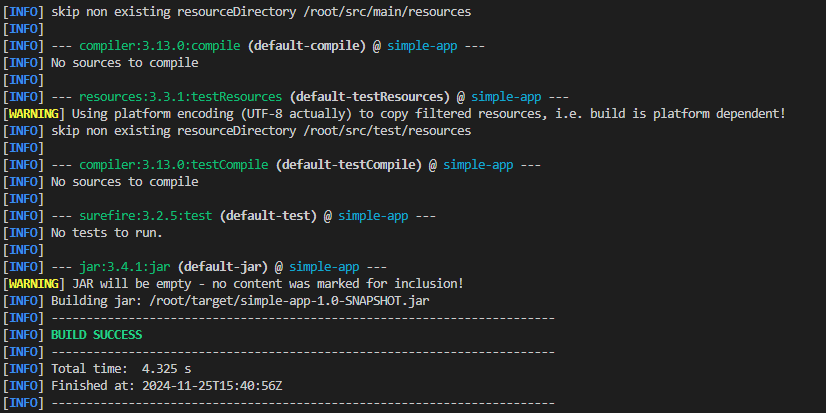 [INFO] skip non existing resourceDirectory /root/src/main/resources
[INFO]
[INFO] --- compiler:3.13.0:compile (default-compile) @ simple-app ---
[INFO] No sources to compile
[INFO]
[INFO] --- resources:3.3.1:testResources (default-testResources) @ simple-app ---
[WARNING] Using platform encoding (UTF-8 actually) to copy filtered resources, i.e. build is platform dependent!
[INFO] skip non existing resourceDirectory /root/src/test/resources
[INFO]
[INFO] --- compiler:3.13.0:testCompile (default-testCompile) @ simple-app ---
[INFO] No sources to compile
[INFO]
[INFO] --- surefire:3.2.5:test (default-test) @ simple-app ---
[INFO] No tests to run.
[INFO]
[INFO] --- jar:3.4.1:jar (default-jar) @ simple-app ---
[WARNING] JAR will be empty - no content was marked for inclusion!
[INFO] Building jar: /root/target/simple-app-1.0-SNAPSHOT.jar
[INFO] ------------------------------------------------------------------------
[INFO] BUILD SUCCESS
[INFO] ------------------------------------------------------------------------
[INFO] Total time:  4.325 s
[INFO] Finished at: 2024-11-25T15:40:56Z
[INFO] ------------------------------------------------------------------------